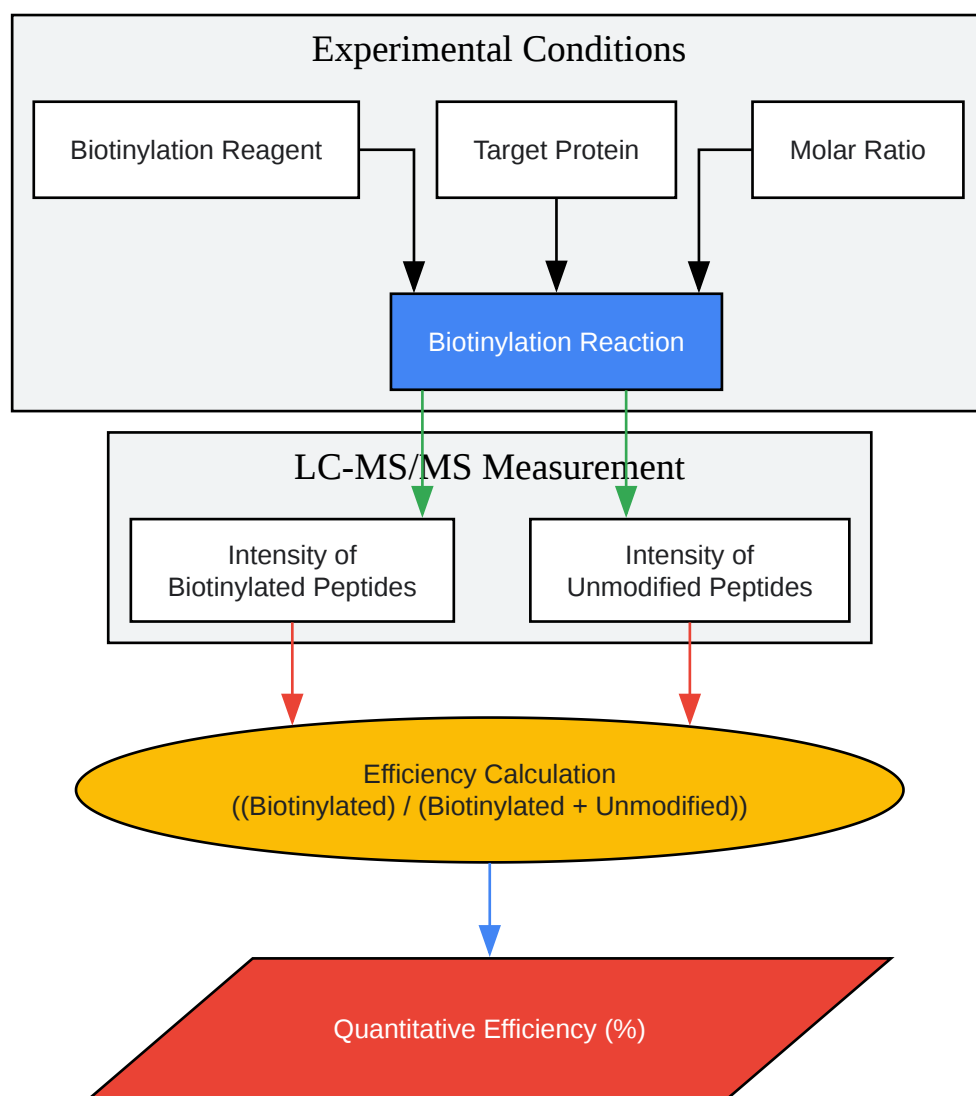 Experimental Conditions
Biotinylation Reagent
Target Protein
Molar Ratio
Biotinylation Reaction
LC-MS/MS Measurement
Intensity of
Biotinylated Peptides
Intensity of
Unmodified Peptides
Efficiency Calculation
((Biotinylated) / (Biotinylated + Unmodified))
Quantitative Efficiency (%)